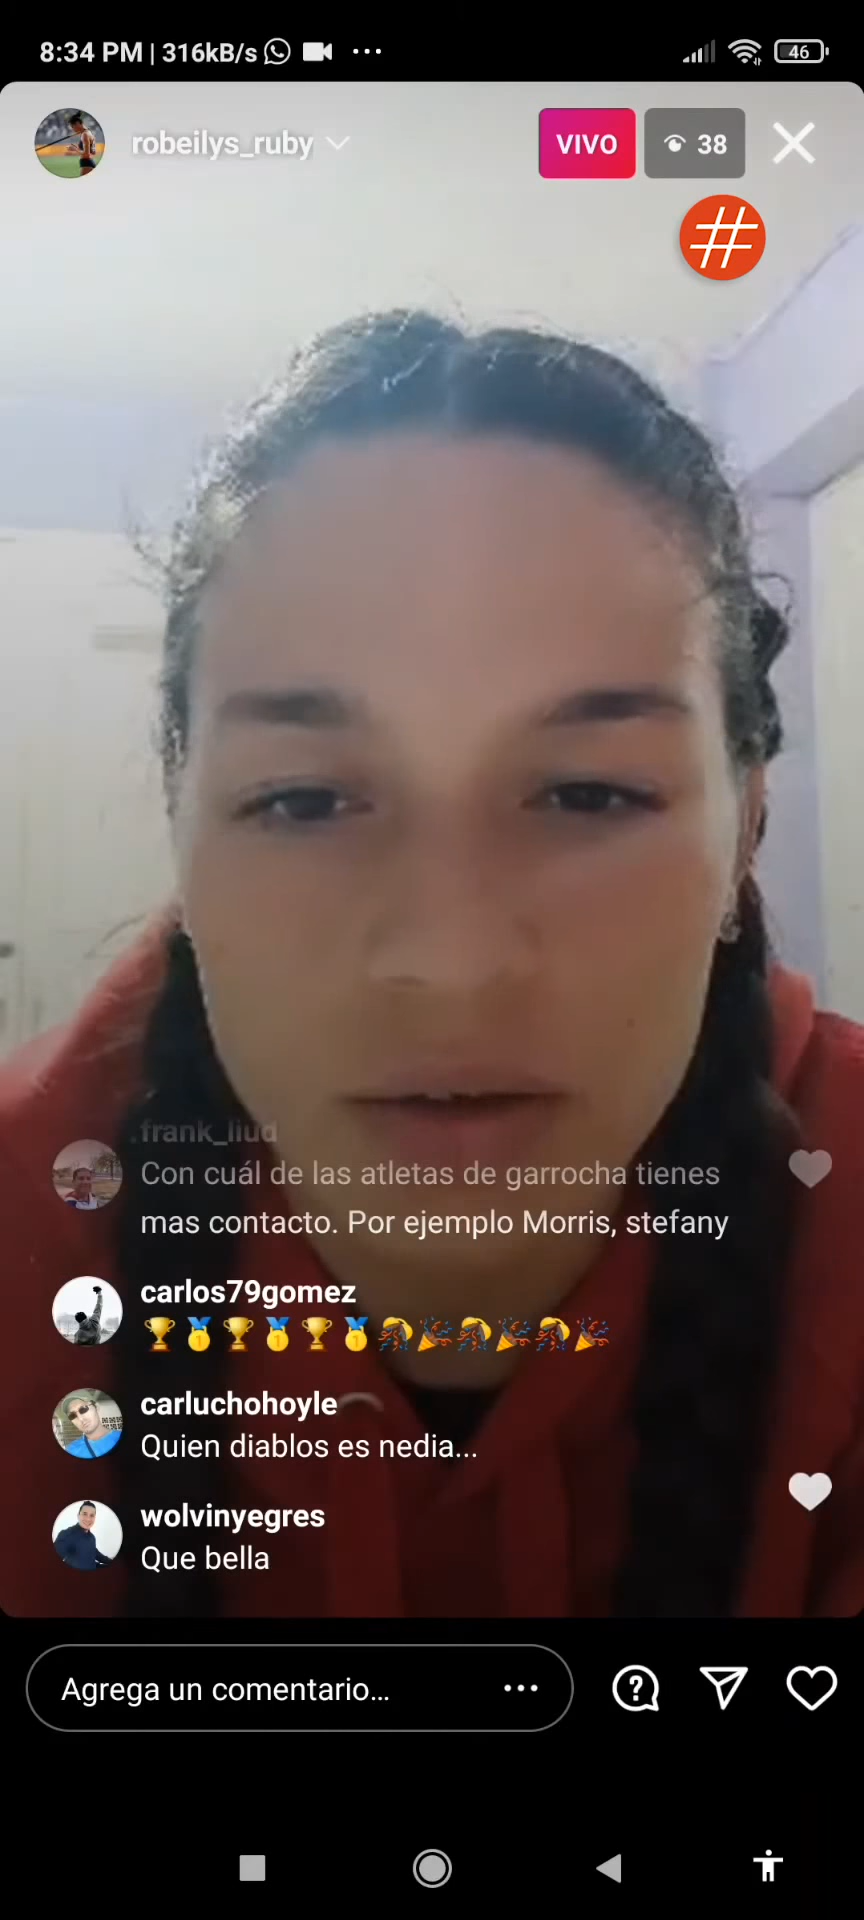 8:34 PM | 316kB/s
46
robeilys_ruby
VIVO
38
#
.frank_liud
Con cuál de las atletas de garrocha tienes
mas contacto. Por ejemplo Morris, stefany
carlos79gomez
🏆🥇🏆🥇🏆🥇🎊🎉🎊🎉🎊🎉
carluchohoyle
Quien diablos es nedia...
wolvinyegres
Que bella
Agrega un comentario...